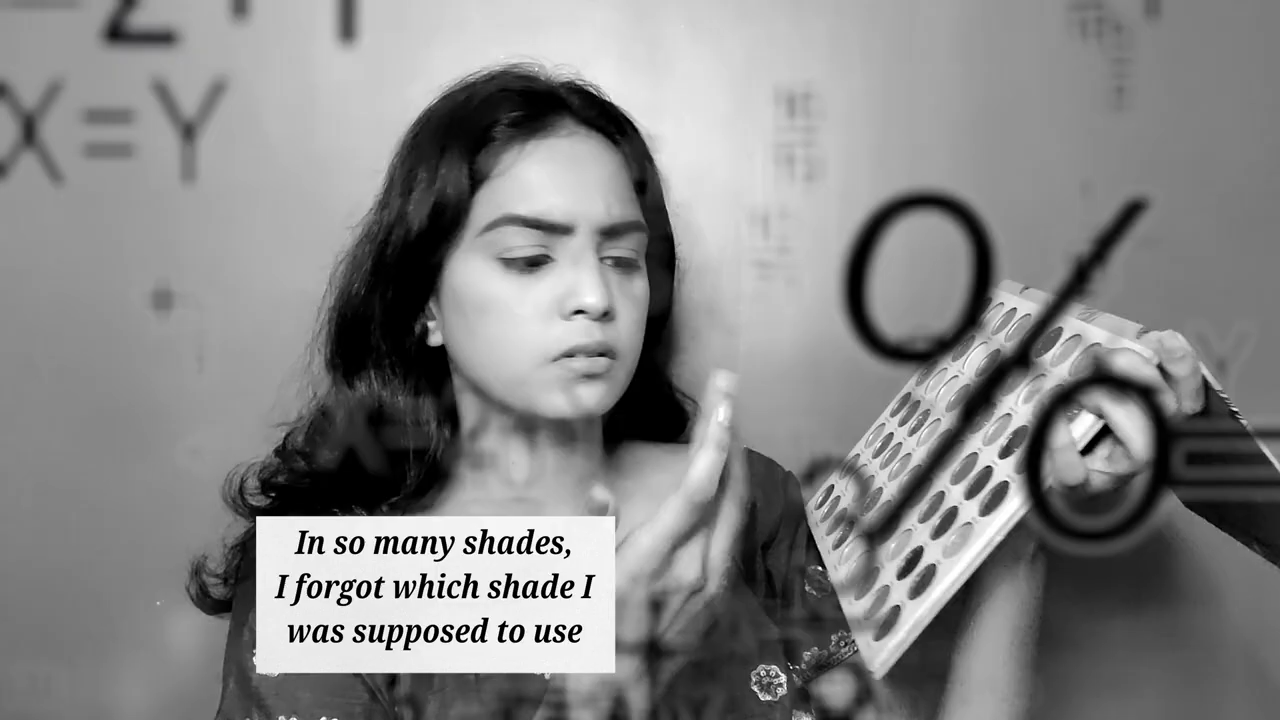 X=Y
%
In so many shades,
I forgot which shade I
was supposed to use